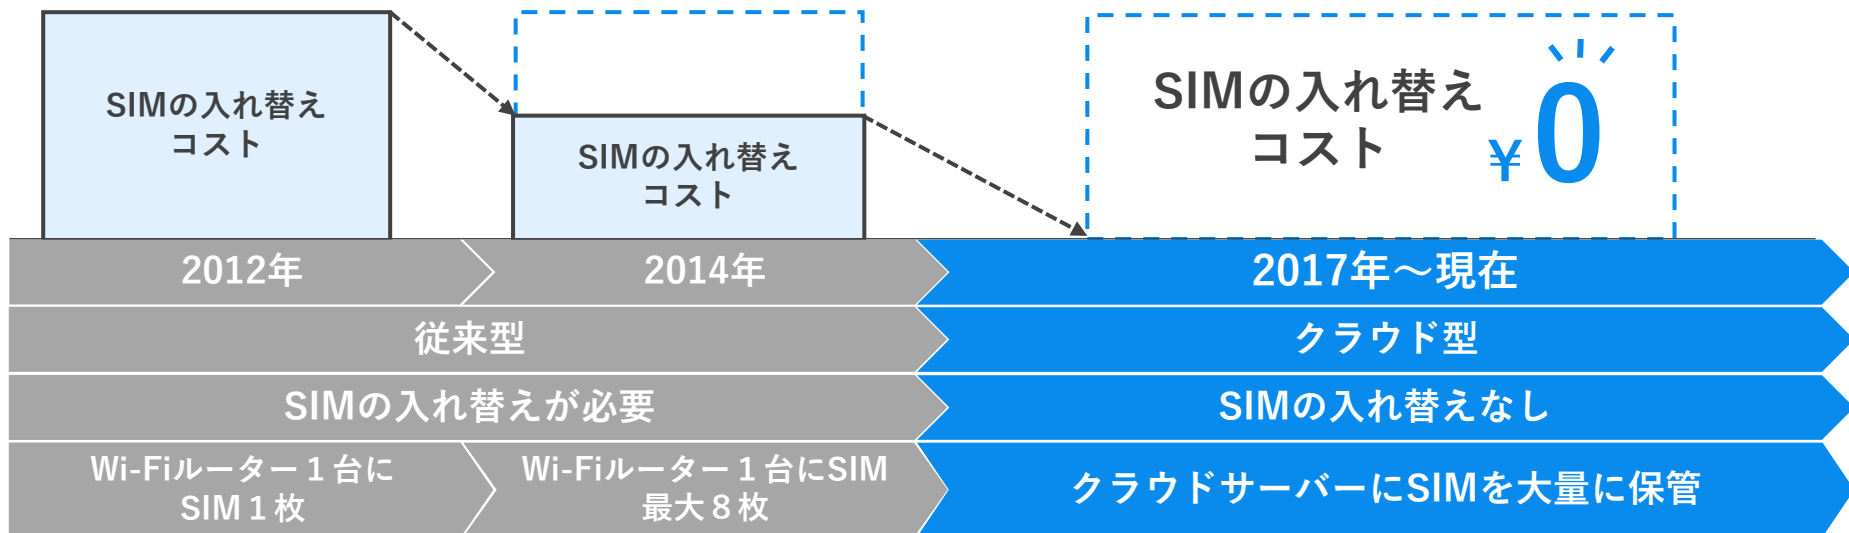 SIMの入れ替え
コスト
SIMの入れ替え
コスト
SIMの入れ替え
コスト
¥0
2012年
2014年
2017年～現在
従来型
クラウド型
SIMの入れ替えが必要
SIMの入れ替えなし
Wi-Fiルーター１台に
SIM１枚
Wi-Fiルーター１台にSIM
最大８枚
クラウドサーバーにSIMを大量に保管